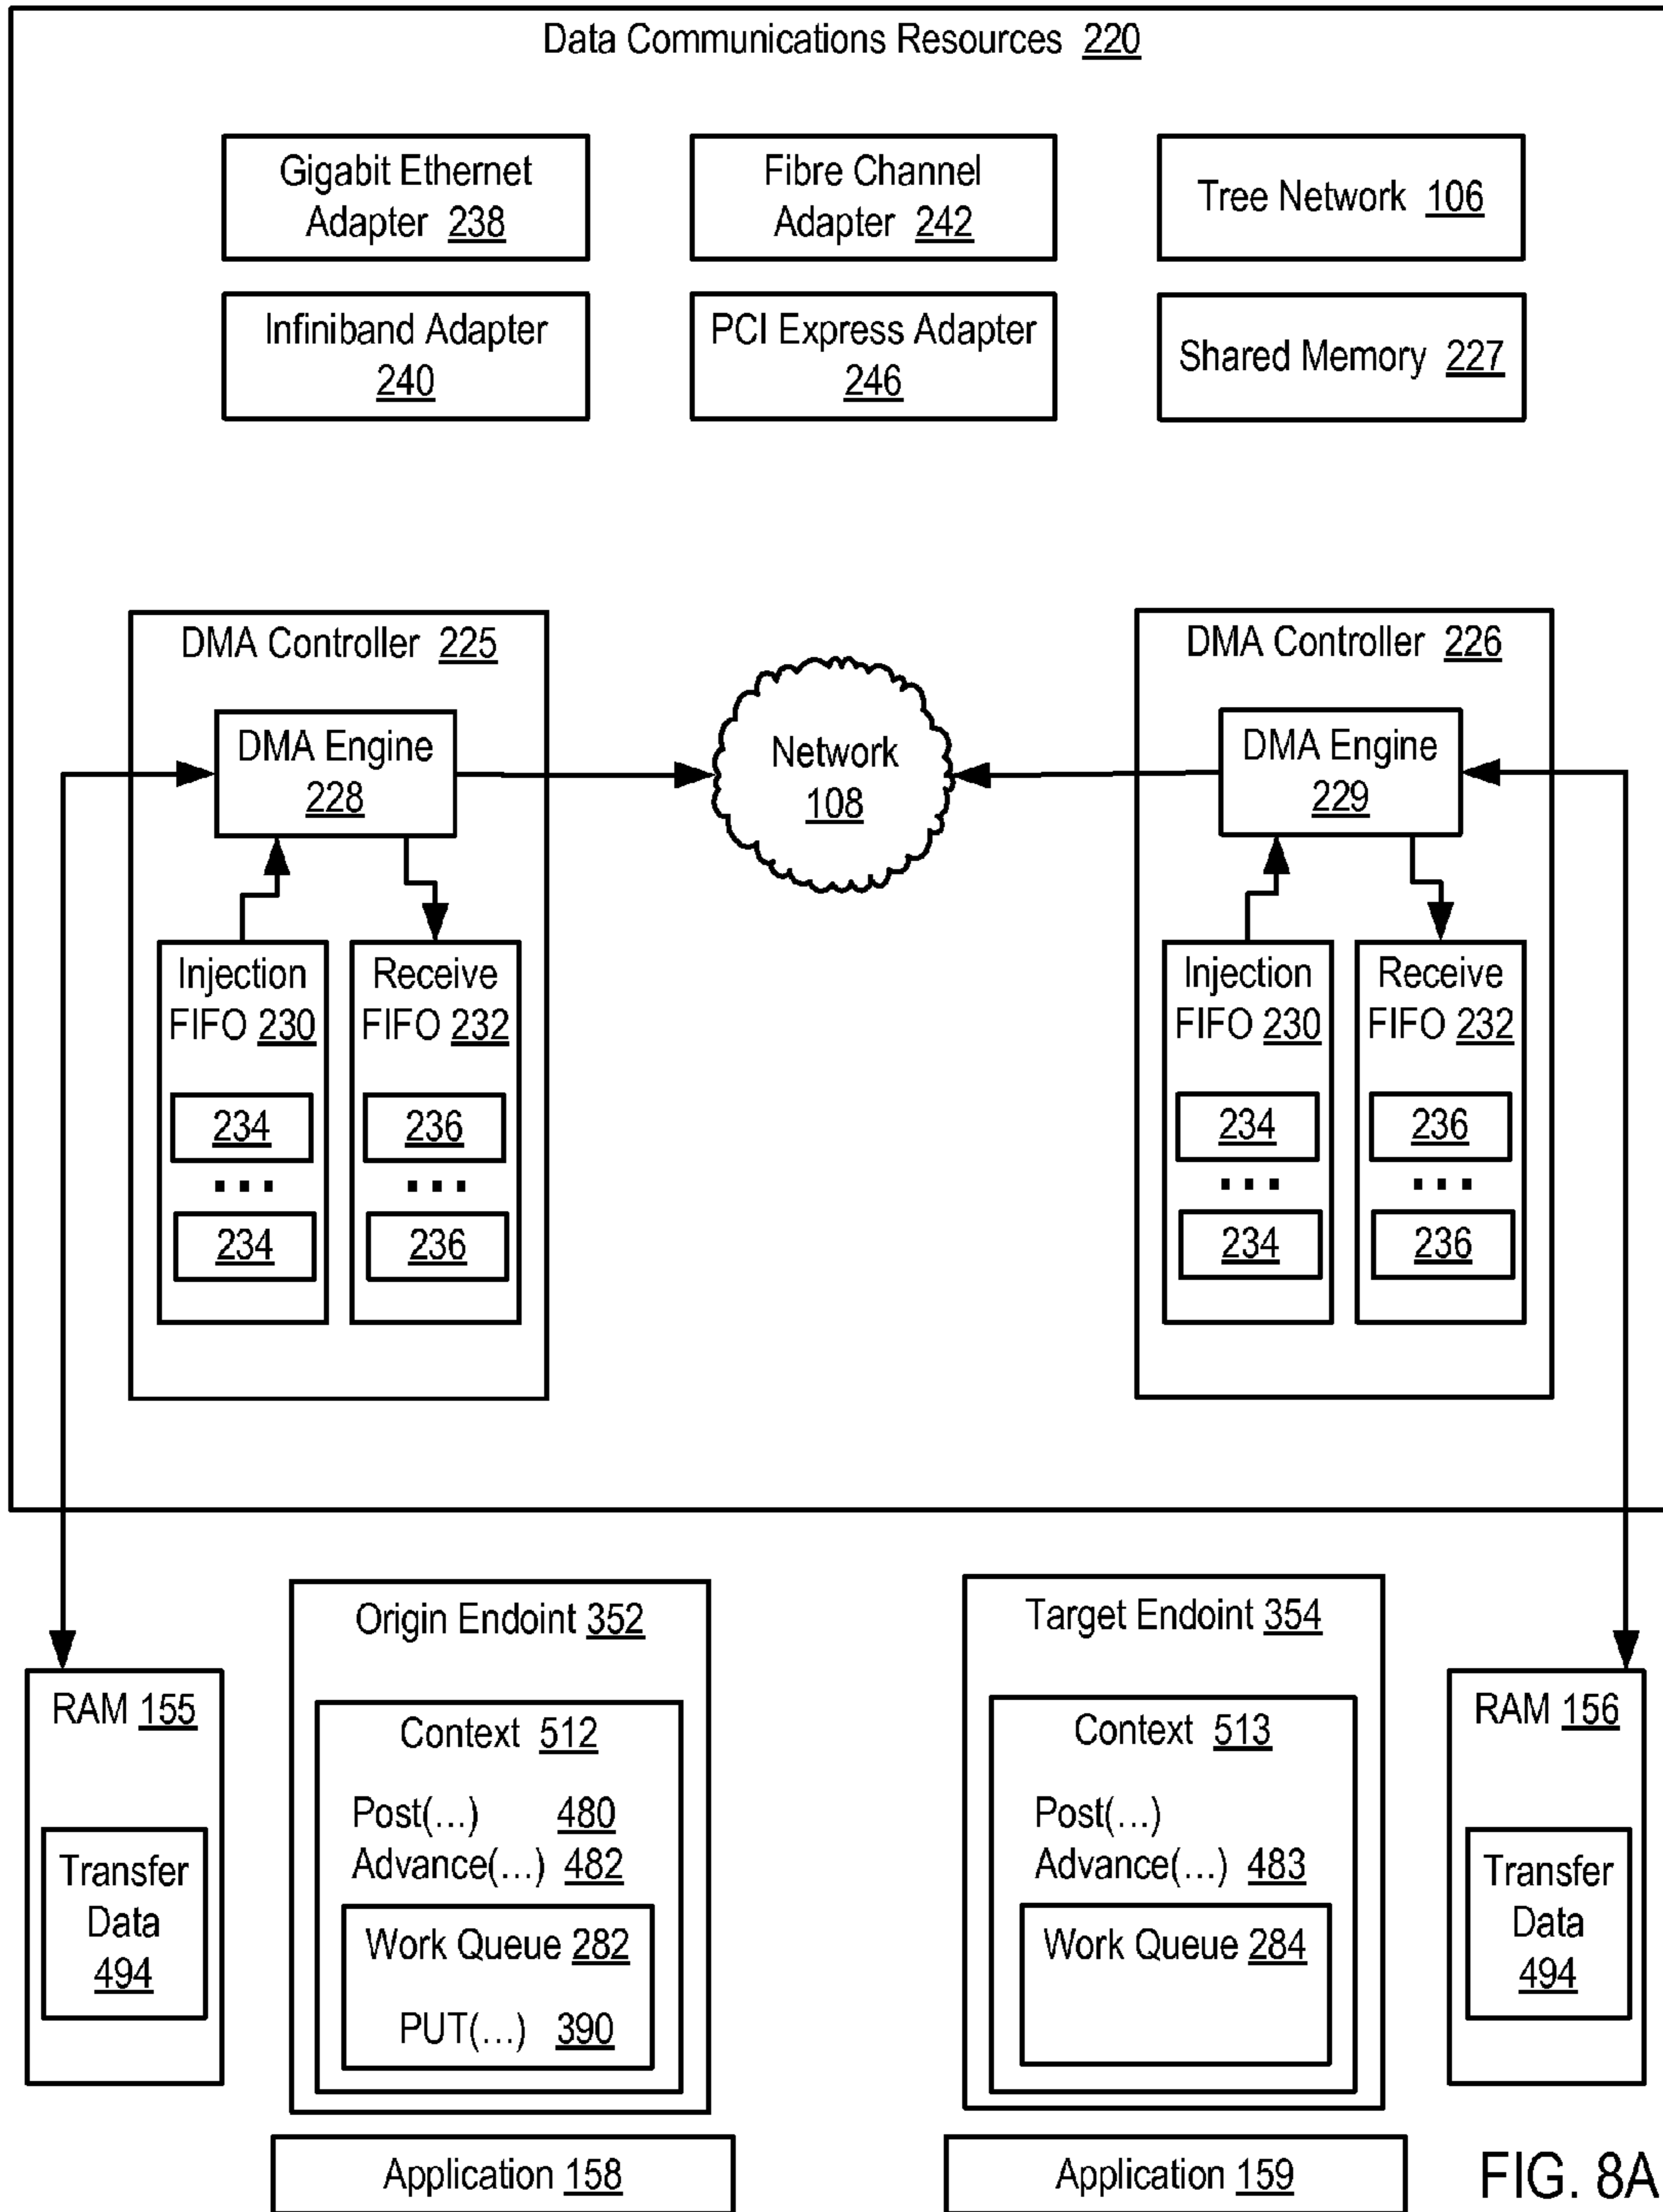 Data Communications Resources 220
Gigabit Ethernet
Adapter 238
Fibre Channel
Adapter 242
Tree Network 106
Infiniband Adapter
240
PCI Express Adapter
246
Shared Memory 227
DMA Controller 225
DMA Engine
228
Injection
FIFO 230
234
...
234
Receive
FIFO 232
236
...
236
Network
108
DMA Controller 226
DMA Engine
229
Injection
FIFO 230
234
...
234
Receive
FIFO 232
236
...
236
RAM 155
Transfer
Data
494
Origin Endoint 352
Context 512
Post(...) 480
Advance(...) 482
Work Queue 282
PUT(...) 390
Target Endoint 354
Context 513
Post(...)
Advance(...) 483
Work Queue 284
RAM 156
Transfer
Data
494
Application 158
Application 159
FIG. 8A